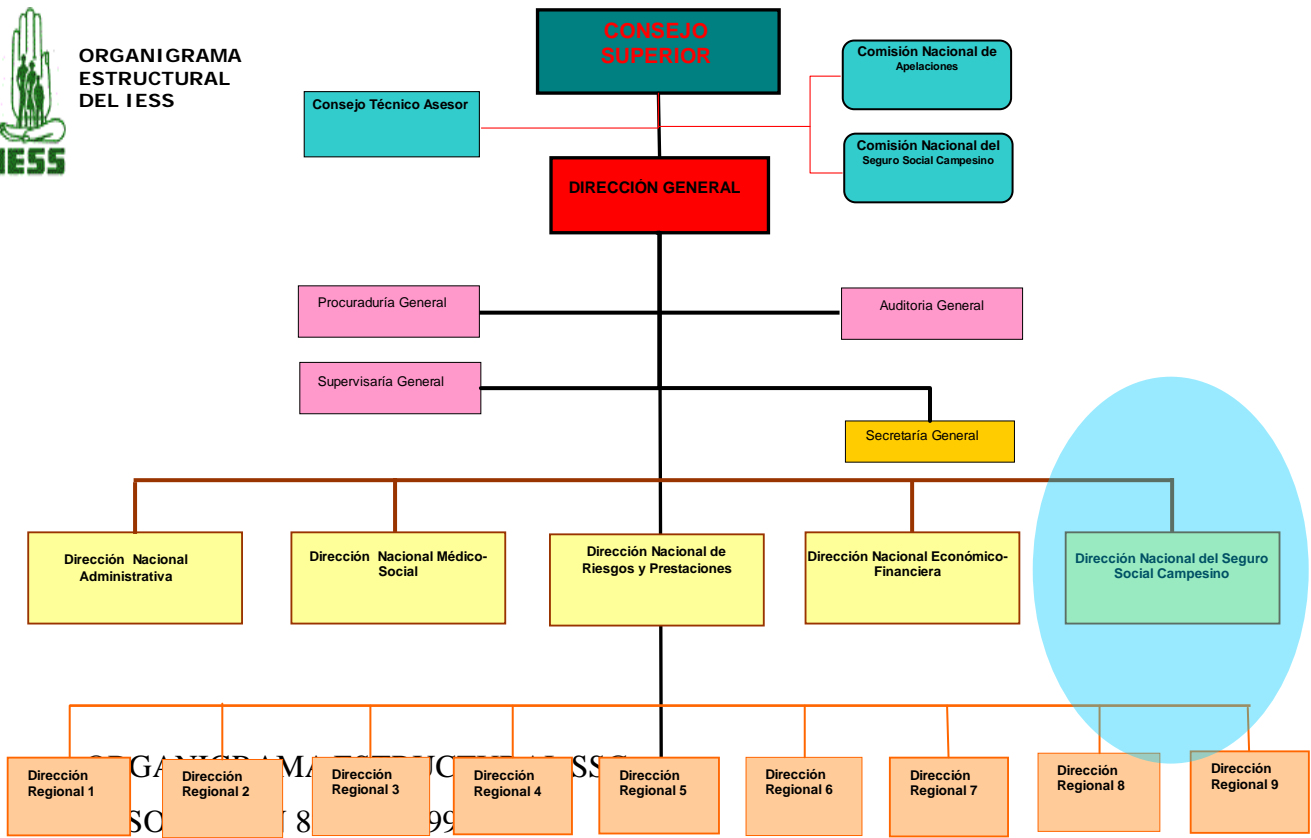 IESS
ORGANIGRAMA
ESTRUCTURAL
DEL IESS
CONSEJO
SUPERIOR
Consejo Técnico Asesor
Comisión Nacional de
Apelaciones
Comisión Nacional del
Seguro Social Campesino
DIRECCIÓN GENERAL
Procuraduría General
Auditoria General
Supervisaría General
Secretaría General
Dirección Nacional
Administrativa
Dirección Nacional Médico-
Social
Dirección Nacional de
Riesgos y Prestaciones
Dirección Nacional Económico-
Financiera
Dirección Nacional del Seguro
Social Campesino
Dirección
Regional 1
Dirección
Regional 2
Dirección
Regional 3
Dirección
Regional 4
Dirección
Regional 5
Dirección
Regional 6
Dirección
Regional 7
Dirección
Regional 8
Dirección
Regional 9